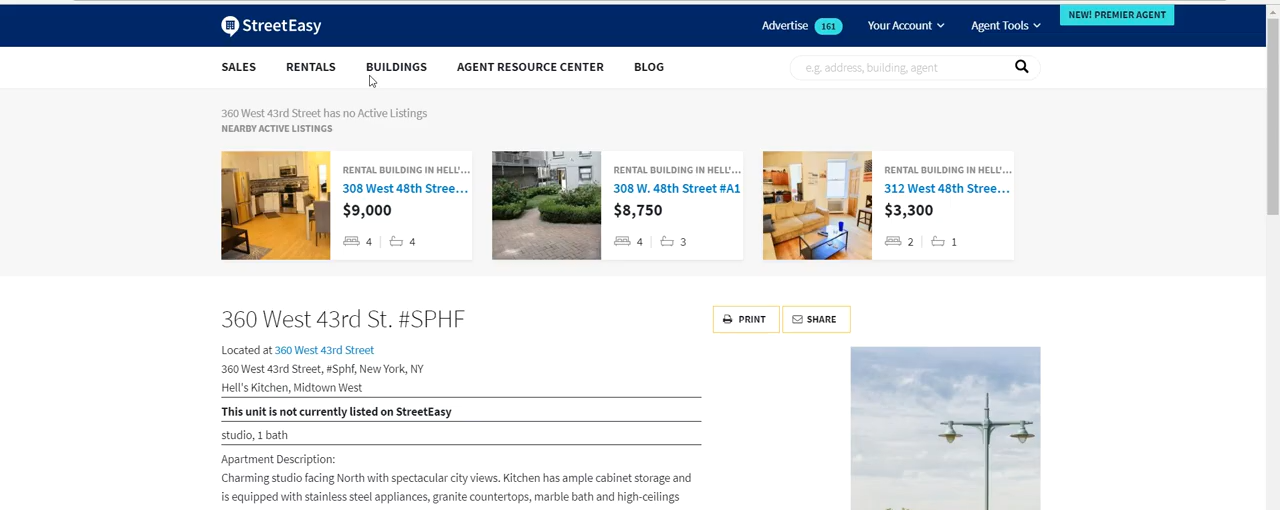 StreetEasy
Advertise 161
Your Account
Agent Tools
NEW! PREMIER AGENT
SALES
RENTALS
BUILDINGS
AGENT RESOURCE CENTER
BLOG
e.g. address, building, agent
360 West 43rd Street has no Active Listings
NEARBY ACTIVE LISTINGS
RENTAL BUILDING IN HELL'...
308 West 48th Stree...
$9,000
4 | 4
RENTAL BUILDING IN HELL'...
308 W. 48th Street #A1
$8,750
4 | 3
RENTAL BUILDING IN HELL'...
312 West 48th Stree...
$3,300
2 | 1
360 West 43rd St. #SPHF
PRINT
SHARE
Located at 360 West 43rd Street
360 West 43rd Street, #Sphf, New York, NY
Hell's Kitchen, Midtown West
This unit is not currently listed on StreetEasy
studio, 1 bath
Apartment Description:
Charming studio facing North with spectacular city views. Kitchen has ample cabinet storage and
is equipped with stainless steel appliances, granite countertops, marble bath and high-ceilings